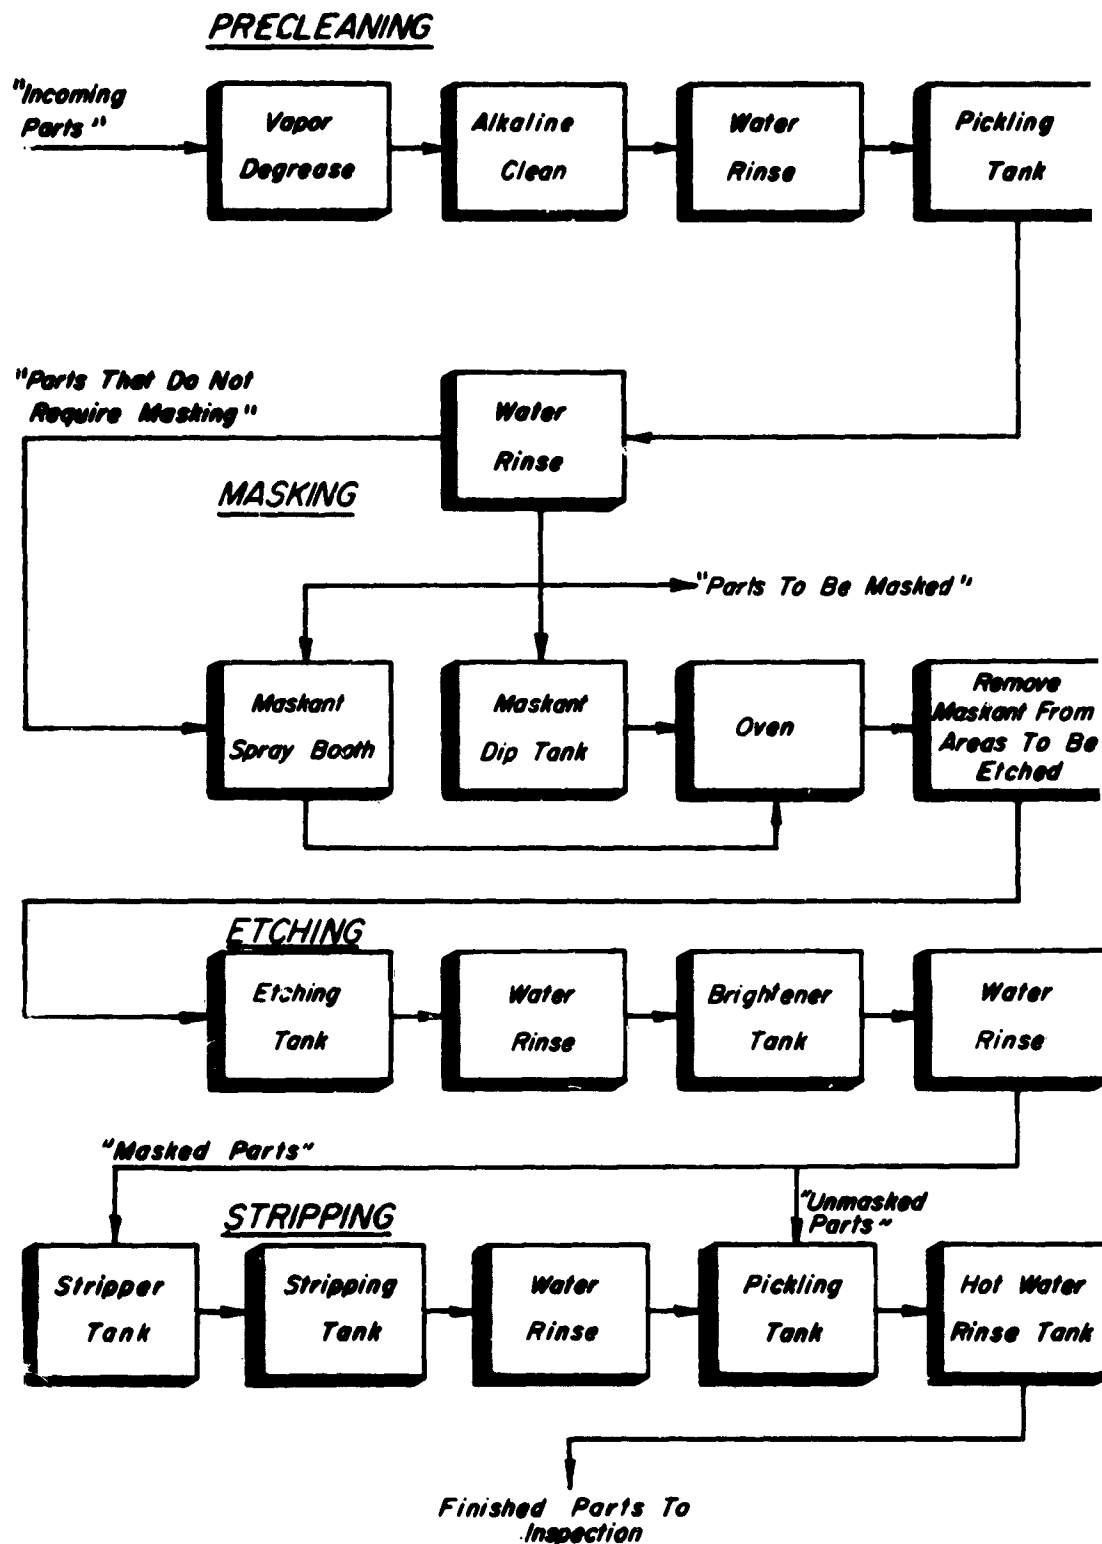 PRECLEANING
"Incoming
Parts"
Vapor
Degrease
Alkaline
Clean
Water
Rinse
Pickling
Tank
"Parts That Do Not
Require Masking"
Water
Rinse
MASKING
"Parts To Be Masked"
Maskant
Spray Booth
Maskant
Dip Tank
Oven
Remove
Maskant From
Areas To Be
Etched
ETCHING
Etching
Tank
Water
Rinse
Brightener
Tank
Water
Rinse
"Masked Parts"
"Unmasked
Parts"
STRIPPING
Stripper
Tank
Stripping
Tank
Water
Rinse
Pickling
Tank
Hot Water
Rinse Tank
Finished Parts To
Inspection